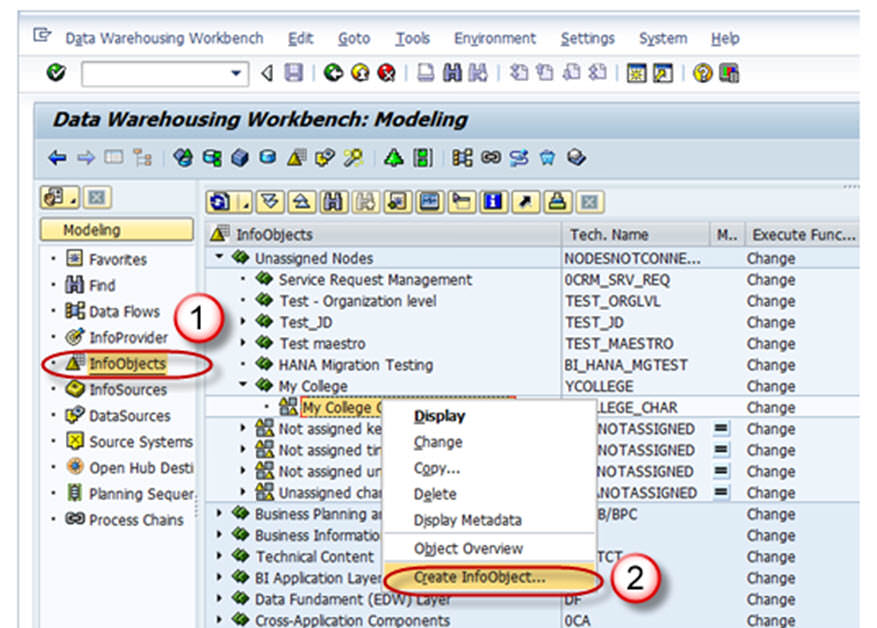 Data Warehousing Workbench Edit Goto Tools Environment Settings System Help
Data Warehousing Workbench: Modeling
Modeling
Favorites
Find
Data Flows
1
InfoProvider
InfoObjects
InfoSources
DataSources
Source Systems
Open Hub Desti
Planning Sequer
Process Chains
InfoObjects Tech. Name M.. Execute Func...
Unassigned Nodes NODESNOTCONNE... Change
Service Request Management 0CRM_SRV_REQ Change
Test - Organization level TEST_ORGLVL Change
Test_JD TEST_JD Change
Test maestro TEST_MAESTRO Change
HANA Migration Testing BI_HANA_MGTEST Change
My College YCOLLEGE Change
My College C LLEGE_CHAR Change
Not assigned ke NOTASSIGNED = Change
Not assigned tir NOTASSIGNED = Change
Not assigned ur NOTASSIGNED = Change
Unassigned char ANOTASSIGNED = Change
Business Planning a B/BPC Change
Business Informatio Change
Technical Content TCT Change
BI Application Layer Change
Data Fundament (EDW) Layer DF Change
Cross-Application Components 0CA Change
Display
Change
Copy...
Delete
Display Metadata
Object Overview
Create InfoObject...
2